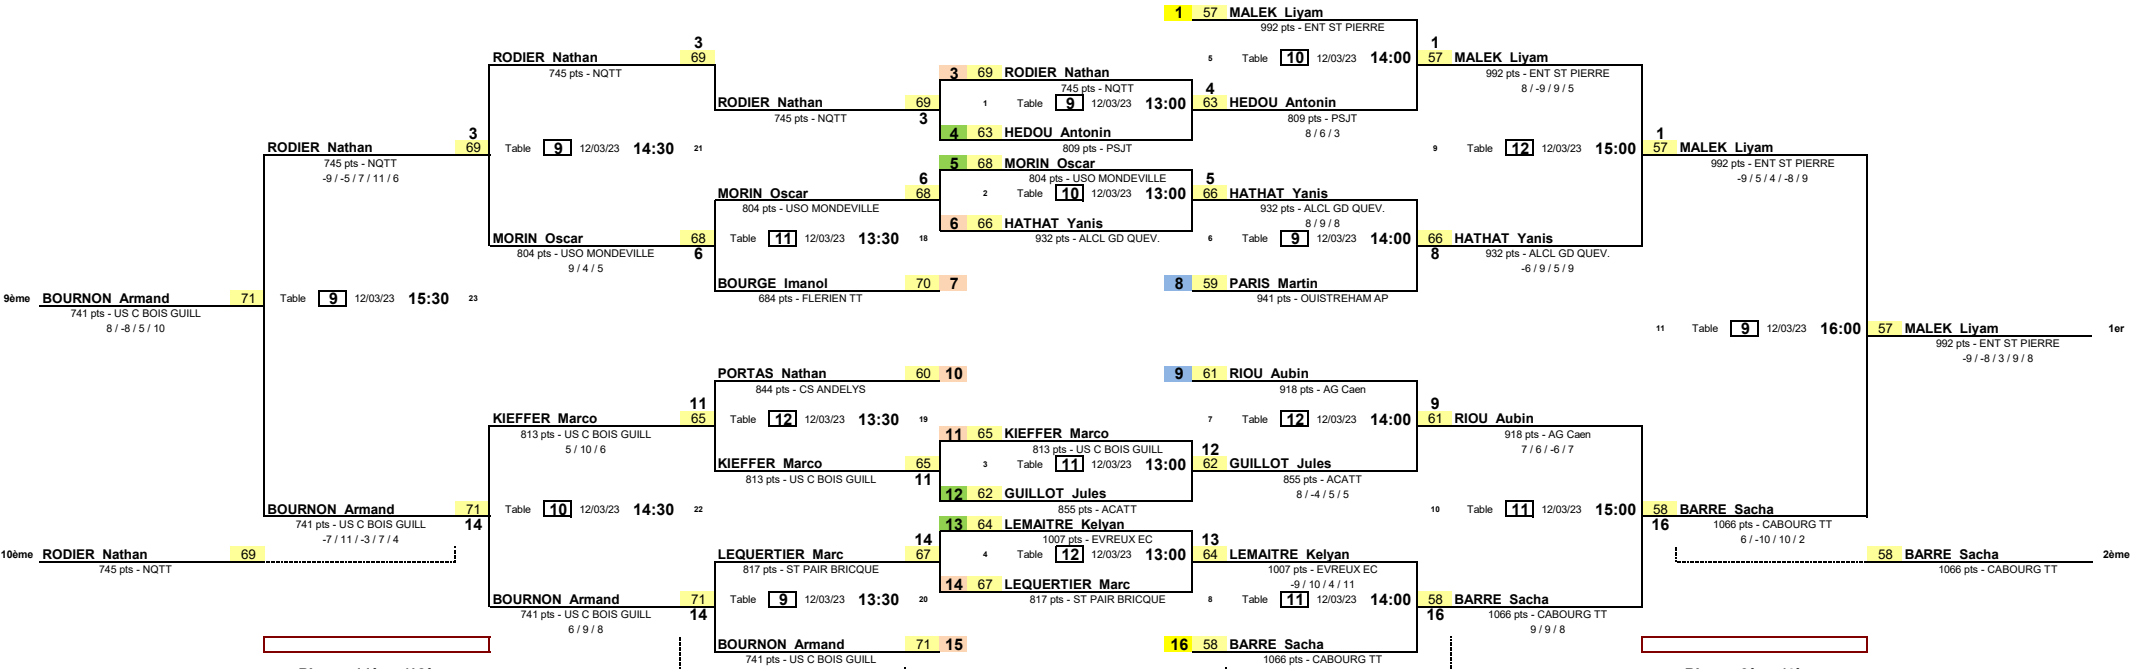 1 57 MALEK Liyam
992 pts - ENT ST PIERRE
3 1
RODIER Nathan 69 5 Table 10 12/03/23 14:00 57 MALEK Liyam
745 pts - NQTT 3 69 RODIER Nathan 992 pts - ENT ST PIERRE
745 pts - NQTT 4 8 / -9 / 9 / 5
RODIER Nathan 69 1 Table 9 12/03/23 13:00 63 HEDOU Antonin
745 pts - NQTT 3 809 pts - PSJT
3 4 63 HEDOU Antonin 8 / 6 / 3 1
RODIER Nathan 69 Table 9 12/03/23 14:30 21 809 pts - PSJT 9 Table 12 12/03/23 15:00 57 MALEK Liyam
745 pts - NQTT 5 68 MORIN Oscar 992 pts - ENT ST PIERRE
-9 / -5 / 7 / 11 / 6 6 804 pts - USO MONDEVILLE 5 -9 / 5 / 4 / -8 / 9
MORIN Oscar 68 2 Table 10 12/03/23 13:00 66 HATHAT Yanis
804 pts - USO MONDEVILLE 932 pts - ALCL GD QUEV.
6 66 HATHAT Yanis 8 / 9 / 8
MORIN Oscar 68 Table 11 12/03/23 13:30 18 932 pts - ALCL GD QUEV. 6 Table 9 12/03/23 14:00 66 HATHAT Yanis
804 pts - USO MONDEVILLE 6 8 932 pts - ALCL GD QUEV.
9 / 4 / 5 -6 / 9 / 5 / 9
BOURGE Imanol 70 7 8 59 PARIS Martin
9ème BOURNON Armand 71 Table 9 12/03/23 15:30 23 684 pts - FLERIEN TT 941 pts - OUISTREHAM AP
741 pts - US C BOIS GUILL
8 / -8 / 5 / 10 11 Table 9 12/03/23 16:00 57 MALEK Liyam 1er
992 pts - ENT ST PIERRE
-9 / -8 / 3 / 9 / 8
PORTAS Nathan 60 10 9 61 RIOU Aubin
844 pts - CS ANDELYS 918 pts - AG Caen
11 9
KIEFFER Marco 65 Table 12 12/03/23 13:30 19 7 Table 12 12/03/23 14:00 61 RIOU Aubin
813 pts - US C BOIS GUILL 11 65 KIEFFER Marco 918 pts - AG Caen
5 / 10 / 6 813 pts - US C BOIS GUILL 12 7 / 6 / -6 / 7
KIEFFER Marco 65 3 Table 11 12/03/23 13:00 62 GUILLOT Jules
813 pts - US C BOIS GUILL 11 855 pts - ACATT
12 62 GUILLOT Jules 8 / -4 / 5 / 5
BOURNON Armand 71 Table 10 12/03/23 14:30 22 855 pts - ACATT 10 Table 11 12/03/23 15:00 58 BARRE Sacha
741 pts - US C BOIS GUILL 14 13 64 LEMAITRE Kelyan 16 1066 pts - CABOURG TT
-7 / 11 / -3 / 7 / 4 14 1007 pts - EVREUX EC 13 6 / -10 / 10 / 2
10ème RODIER Nathan 69 LEQUERTIER Marc 67 4 Table 12 12/03/23 13:00 64 LEMAITRE Kelyan 58 BARRE Sacha 2ème
745 pts - NQTT 817 pts - ST PAIR BRICQUE 1007 pts - EVREUX EC 1066 pts - CABOURG TT
14 67 LEQUERTIER Marc -9 / 10 / 4 / 11
BOURNON Armand 71 Table 9 12/03/23 13:30 20 817 pts - ST PAIR BRICQUE 8 Table 11 12/03/23 14:00 58 BARRE Sacha
741 pts - US C BOIS GUILL 14 16 1066 pts - CABOURG TT
6 / 9 / 8 9 / 9 / 8
BOURNON Armand 71 15 16 58 BARRE Sacha
741 pts - US C BOIS GUILL 1066 pts - CABOURG TT